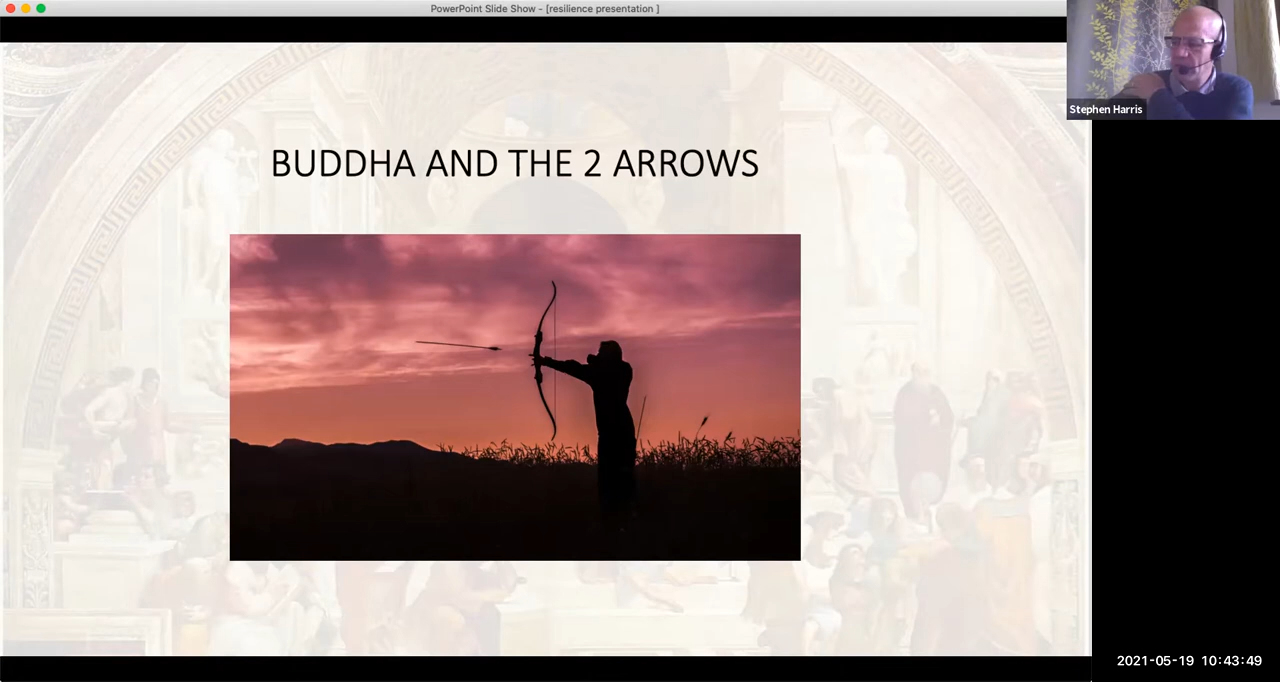 PowerPoint Slide Show - [resilience presentation ]
Stephen Harris
BUDDHA AND THE 2 ARROWS
2021-05-19 10:43:49